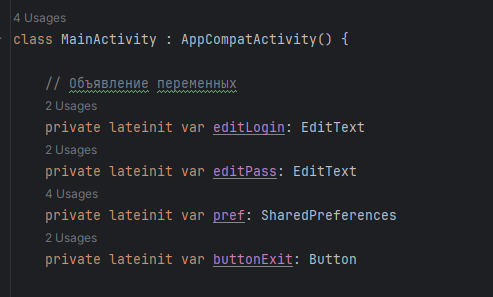 4 Usages
class MainActivity : AppCompatActivity() {
// Объявление переменных
2 Usages
private lateinit var editLogin: EditText
2 Usages
private lateinit var editPass: EditText
4 Usages
private lateinit var pref: SharedPreferences
2 Usages
private lateinit var buttonExit: Button